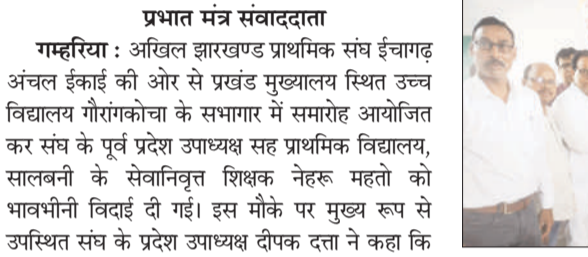 प्रभात मंत्र संवाददाता
गम्हरिया : अखिल झारखण्ड प्राथमिक संघ ईचागढ़
अंचल ईकाई की ओर से प्रखंड मुख्यालय स्थित उच्च
विद्यालय गौरांगकोचा के सभागार में समारोह आयोजित
कर संघ के पूर्व प्रदेश उपाध्यक्ष सह प्राथमिक विद्यालय,
सालबनी के सेवानिवृत्त शिक्षक नेहरू महतो को
भावभीनी विदाई दी गई। इस मौके पर मुख्य रूप से
उपस्थित संघ के प्रदेश उपाध्यक्ष दीपक दत्ता ने कहा कि